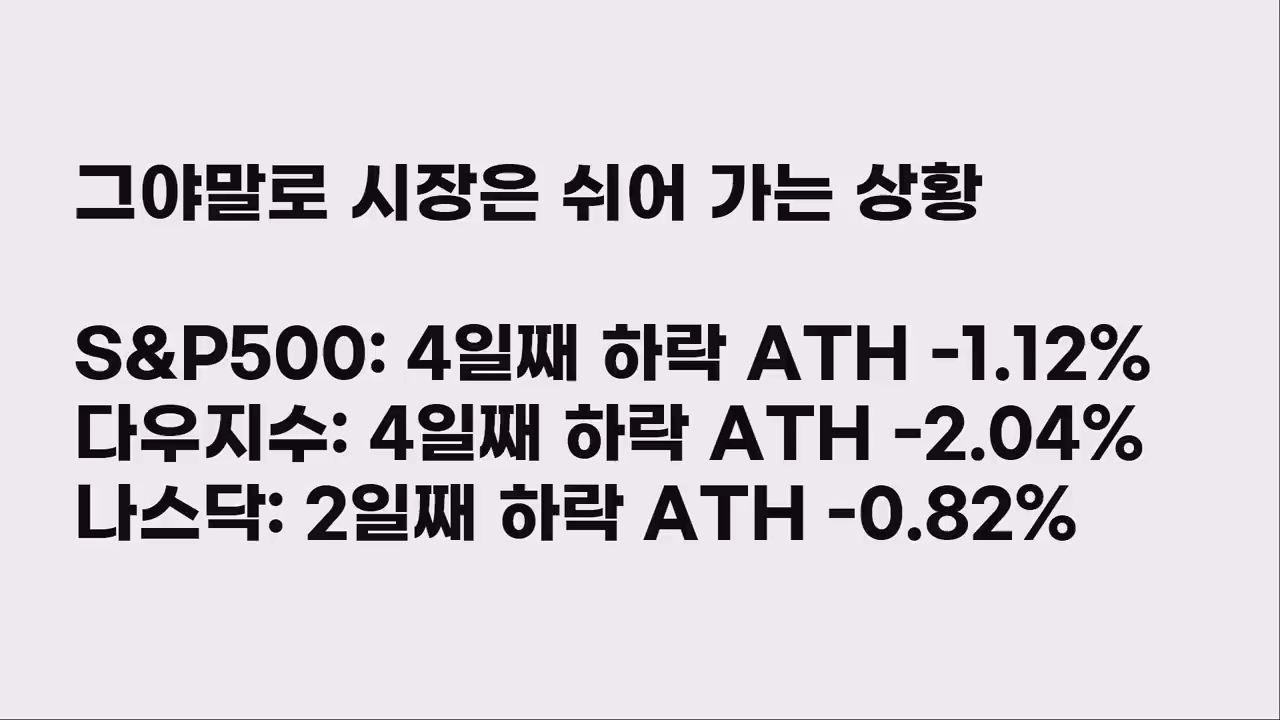 그야말로 시장은 쉬어 가는 상황
S&P500: 4일째 하락 ATH -1.12%
다우지수: 4일째 하락 ATH -2.04%
나스닥: 2일째 하락 ATH -0.82%